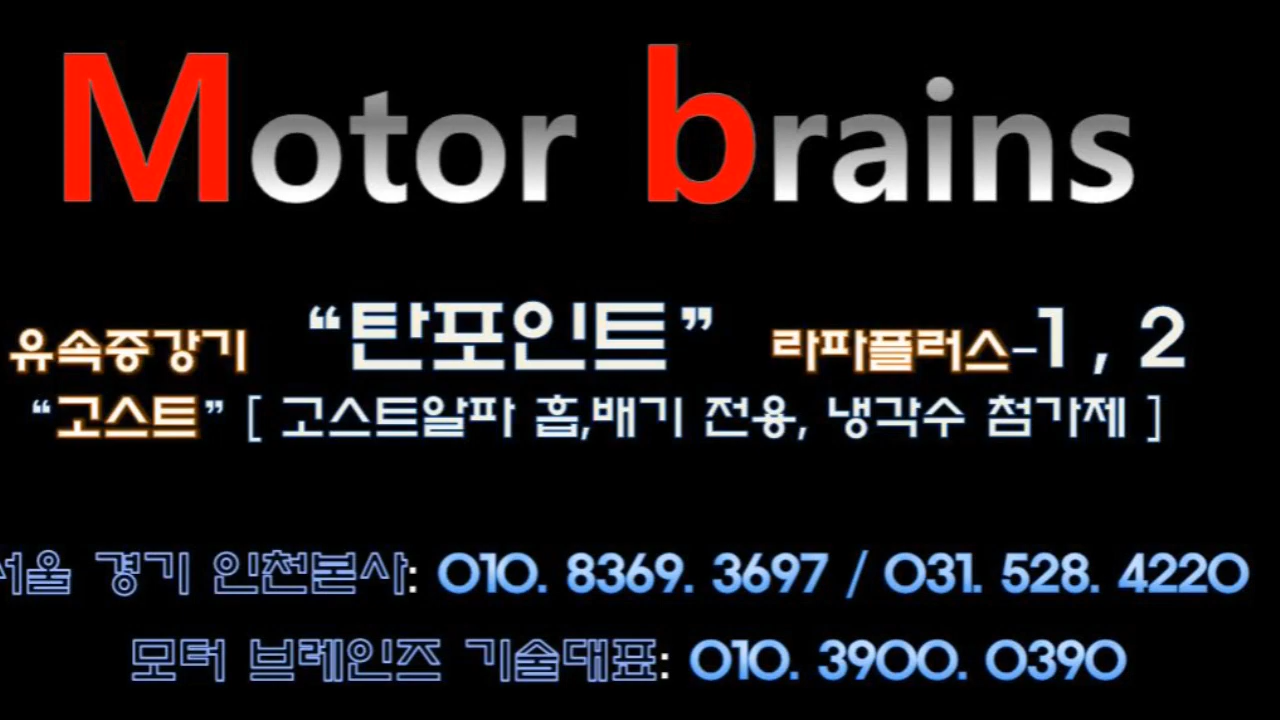 Motor brains
유속증강기 “탄포인트” 라파플러스-1 , 2
“고스트” [ 고스트알파 흡,배기 전용, 냉각수 첨가제 ]
서울 경기 인천본사: 010. 8369. 3697 / 031. 528. 4220
모터 브레인즈 기술대표: 010. 3900. 0390